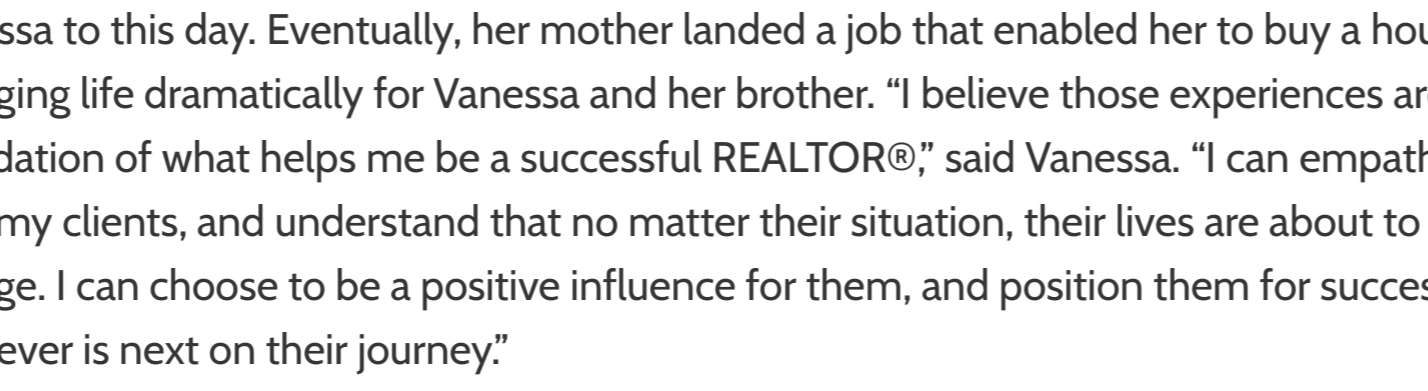 ssa to this day. Eventually, her mother landed a job that enabled her to buy a hou
ging life dramatically for Vanessa and her brother. “I believe those experiences ar
dation of what helps me be a successful REALTOR®,” said Vanessa. “I can empath
my clients, and understand that no matter their situation, their lives are about to
ge. I can choose to be a positive influence for them, and position them for succes
ever is next on their journey.”